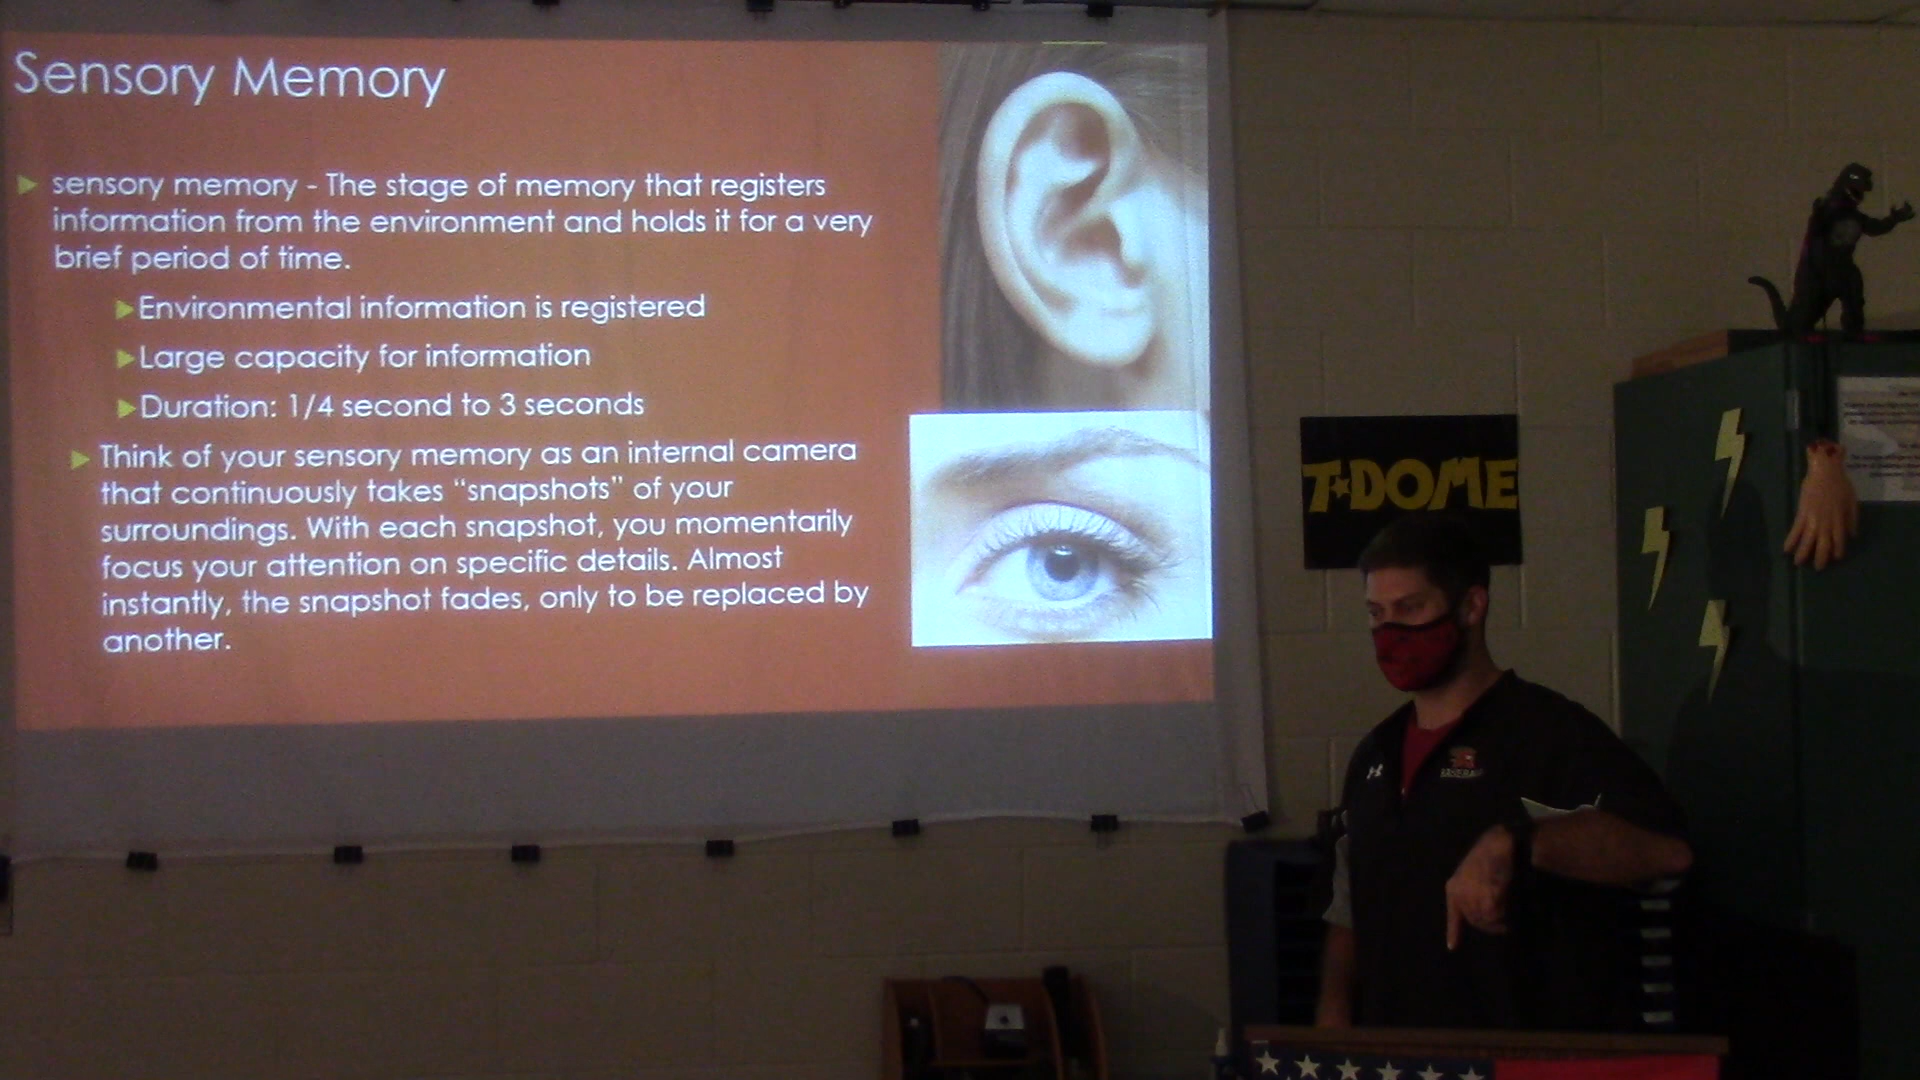 Sensory Memory
sensory memory - The stage of memory that registers
information from the environment and holds it for a very
brief period of time.
Environmental information is registered
Large capacity for information
Duration: 1/4 second to 3 seconds
Think of your sensory memory as an internal camera
that continuously takes “snapshots” of your
surroundings. With each snapshot, you momentarily
focus your attention on specific details. Almost
instantly, the snapshot fades, only to be replaced by
another.
T★DOME
BASEBALL